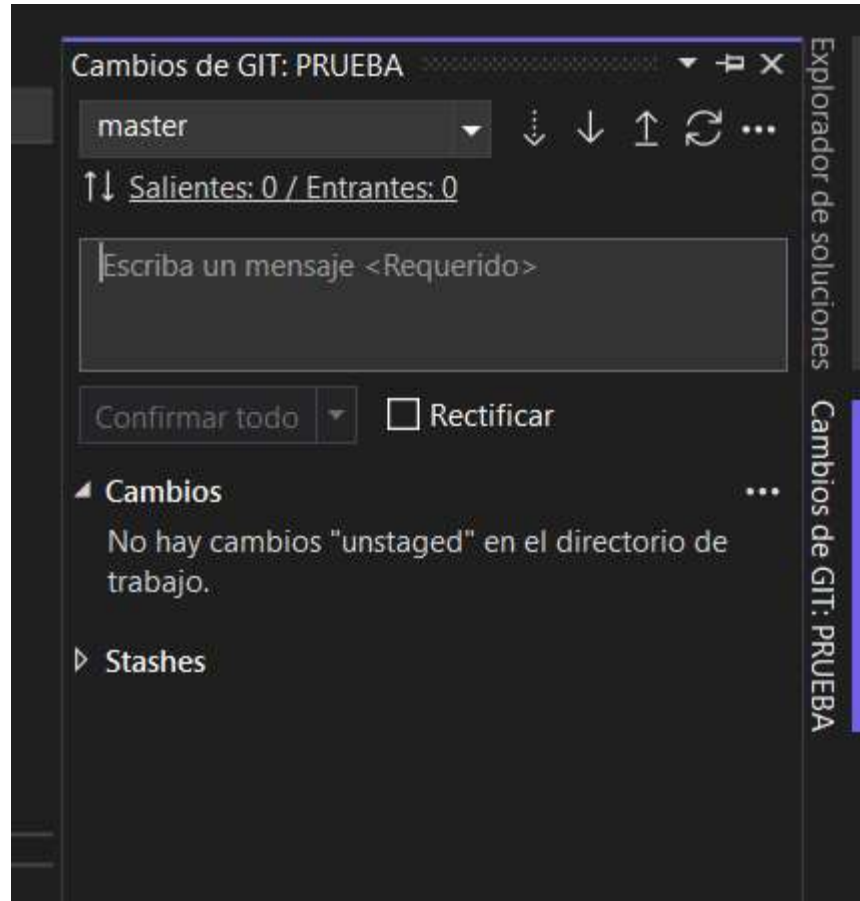 Cambios de GIT: PRUEBA
master
Salientes: 0 / Entrantes: 0
Escriba un mensaje <Requerido>
Confirmar todo
Rectificar
Cambios
No hay cambios "unstaged" en el directorio de
trabajo.
Stashes
Explorador de soluciones
Cambios de GIT: PRUEBA